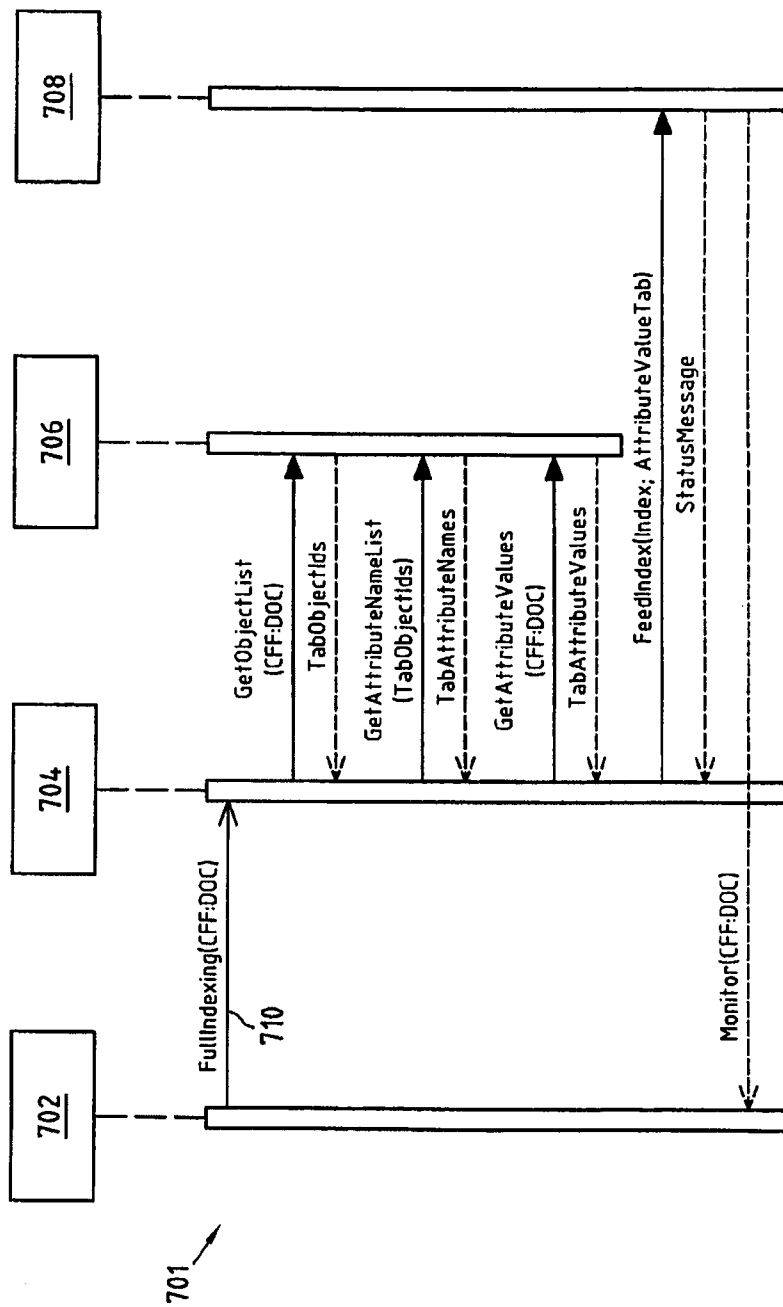 701
702
704
706
708
FullIndexing(CFF:DOC)
710
GetObjectList
(CFF:DOC)
TabObjectIds
GetAttributeNameList
(TabObjectIds)
TabAttributeNames
GetAttributeValues
(CFF:DOC)
TabAttributeValues
FeedIndex(Index; AttributeValueTab)
StatusMessage
Monitor(CFF:DOC)